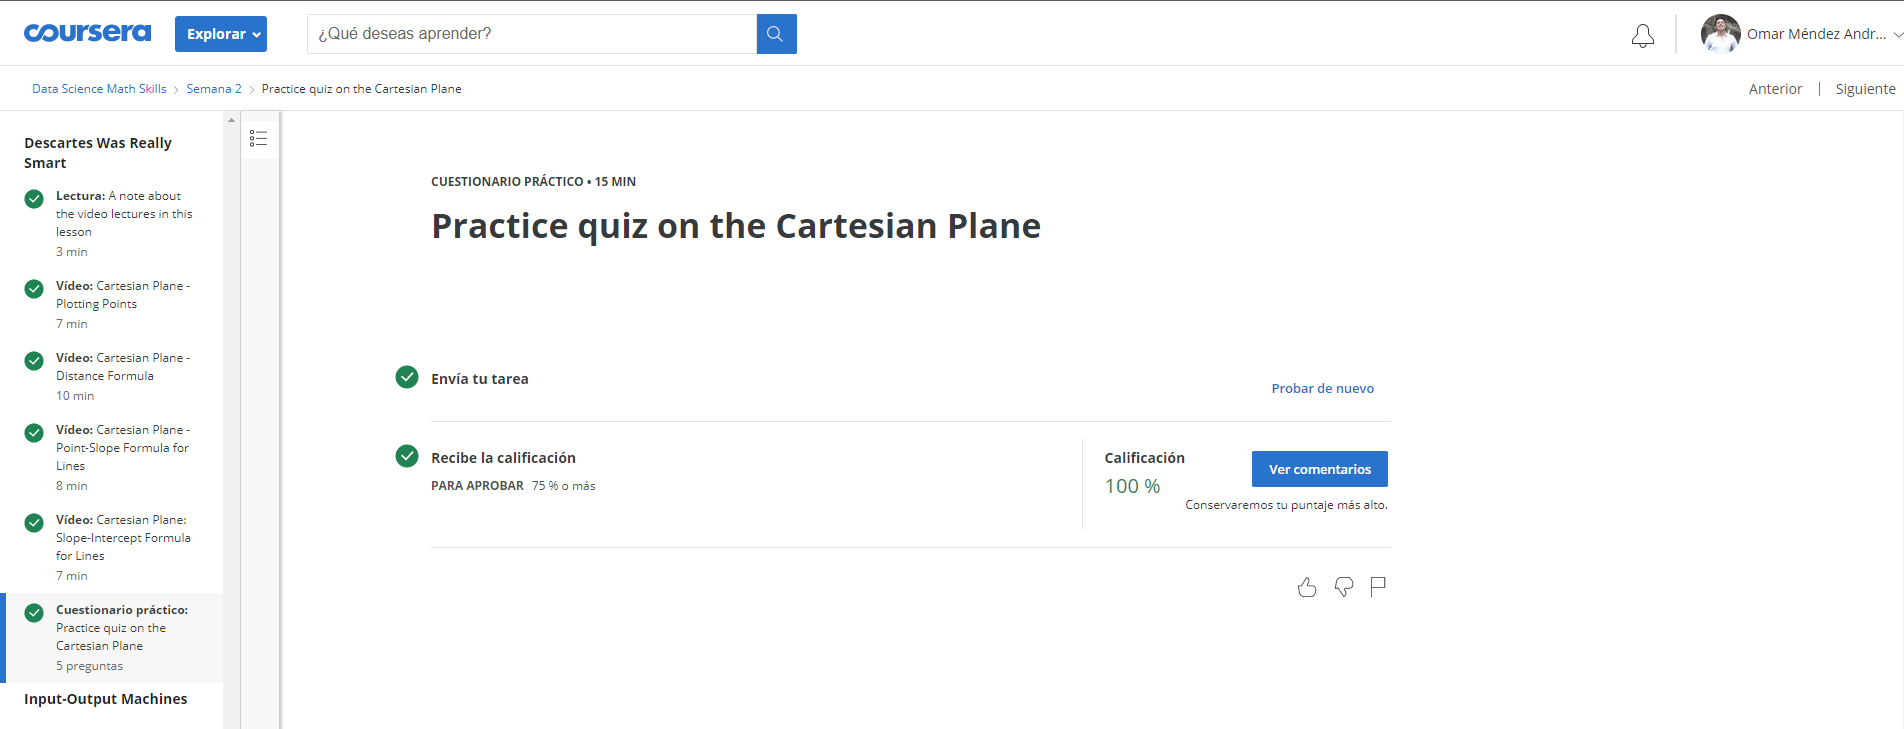 coursera
Explorar
¿Qué deseas aprender?
Omar Méndez Andr...
Data Science Math Skills > Semana 2 > Practice quiz on the Cartesian Plane
Anterior | Siguiente
Descartes Was Really
Smart
Lectura: A note about
the video lectures in this
lesson
3 min
Vídeo: Cartesian Plane -
Plotting Points
7 min
Vídeo: Cartesian Plane -
Distance Formula
10 min
Vídeo: Cartesian Plane -
Point-Slope Formula for
Lines
8 min
Vídeo: Cartesian Plane:
Slope-Intercept Formula
for Lines
7 min
Cuestionario práctico:
Practice quiz on the
Cartesian Plane
5 preguntas
Input-Output Machines
CUESTIONARIO PRÁCTICO • 15 MIN
Practice quiz on the Cartesian Plane
Envía tu tarea
Probar de nuevo
Recibe la calificación
PARA APROBAR 75 % o más
Calificación
100 %
Ver comentarios
Conservaremos tu puntaje más alto.